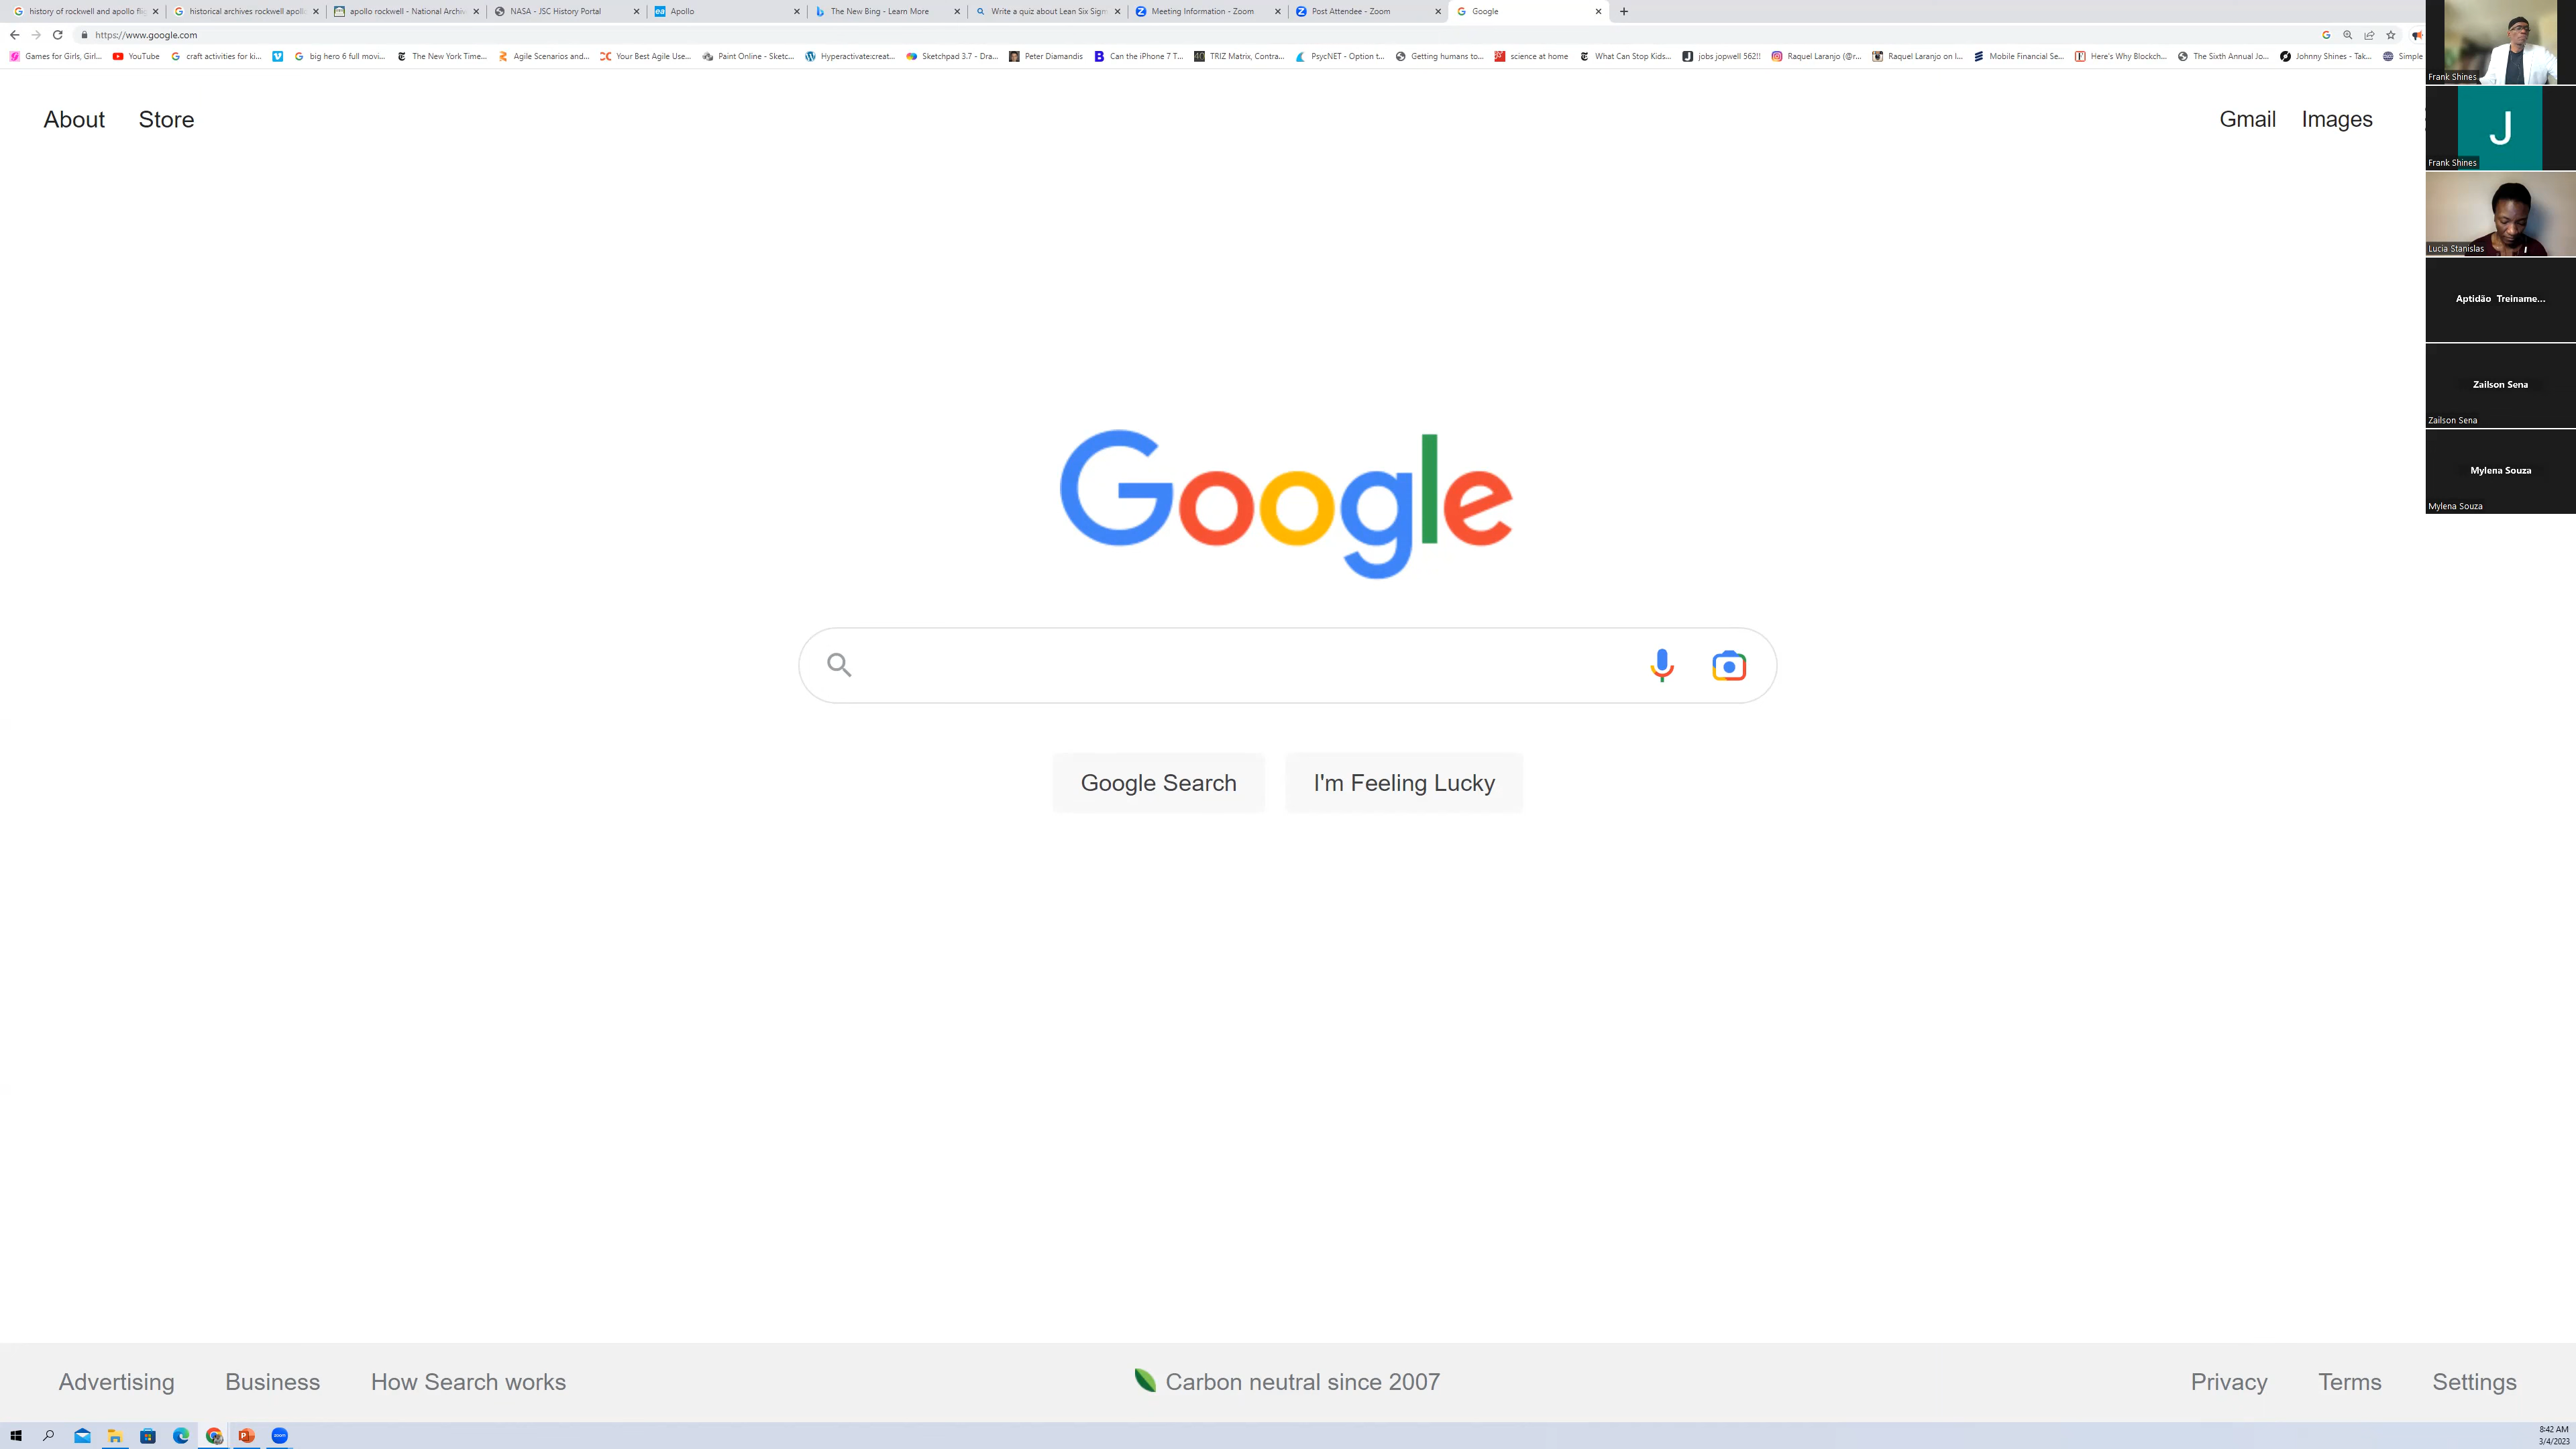 history of rockwell and apollo flig
historical archives rockwell apoll
apollo rockwell - National Archiv
NASA - JSC History Portal
ea Apollo
The New Bing - Learn More
Write a quiz about Lean Six Sigm
Meeting Information - Zoom
Post Attendee - Zoom
Google
https://www.google.com
Games for Girls, Girl...
YouTube
craft activities for ki...
big hero 6 full movi...
The New York Time...
Agile Scenarios and...
Your Best Agile Use...
Paint Online - Sketc...
Hyperactivate:creat...
Sketchpad 3.7 - Dra...
Peter Diamandis
Can the iPhone 7 T...
TRIZ Matrix, Contra...
PsycNET - Option t...
Getting humans to...
science at home
What Can Stop Kids...
jobs jopwell 562!!
Raquel Laranjo (@r...
Raquel Laranjo on I...
Mobile Financial Se...
Here's Why Blockch...
The Sixth Annual Jo...
Johnny Shines - Tak...
Simple
About Store
Gmail Images
Google
Google Search
I'm Feeling Lucky
Frank Shines
J
Frank Shines
Lucia Stanislas
Aptidão Treiname...
Zailson Sena
Zailson Sena
Mylena Souza
Mylena Souza
Advertising Business How Search works
Carbon neutral since 2007
Privacy Terms Settings
zoom
8:42 AM
3/4/2023